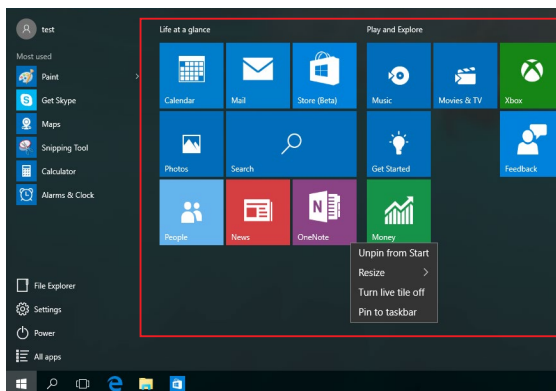 test
Most used
Paint
Get Skype
Maps
Snipping Tool
Calculator
Alarms & Clock
File Explorer
Settings
Power
All apps
Life at a glance
Calendar
Mail
Store (Beta)
Photos
Search
People
News
OneNote
Play and Explore
Music
Movies & TV
Xbox
Get Started
Feedback
Money
Unpin from Start
Resize
Turn live tile off
Pin to taskbar